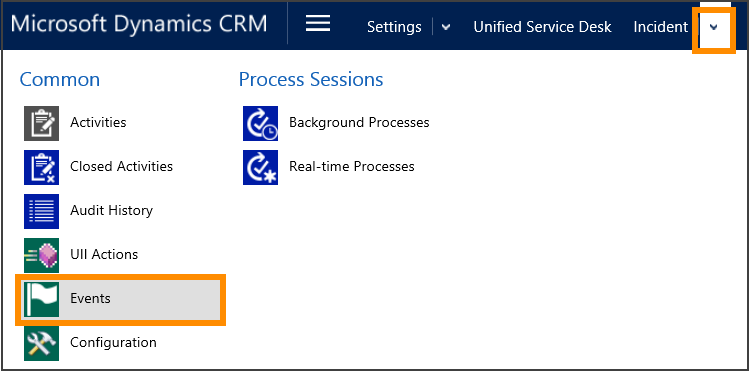 Microsoft Dynamics CRM Settings Unified Service Desk Incident
Common
Activities
Closed Activities
Audit History
UII Actions
Events
Configuration
Process Sessions
Background Processes
Real-time Processes